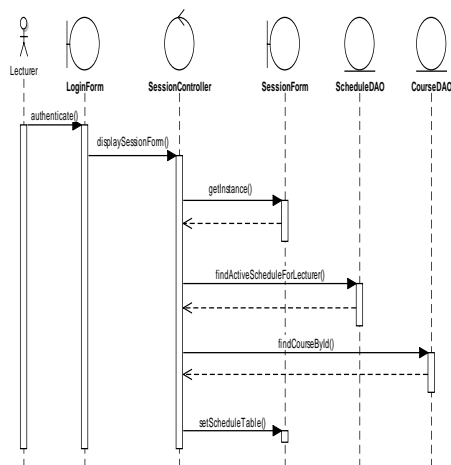 Lecturer
LoginForm
SessionController
SessionForm
ScheduleDAO
CourseDAO
authenticate()
displaySessionForm()
getInstance()
findActiveScheduleForLecturer()
findCourseById()
setScheduleTable()